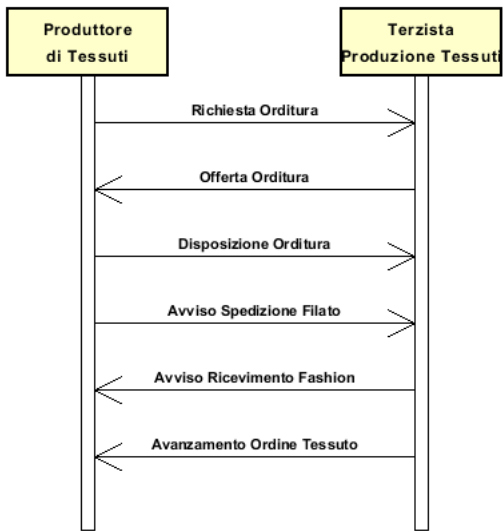 Produttore
di Tessuti
Terzista
Produzione Tessuti
Richiesta Orditura
Offerta Orditura
Disposizione Orditura
Avviso Spedizione Filato
Avviso Ricevimento Fashion
Avanzamento Ordine Tessuto